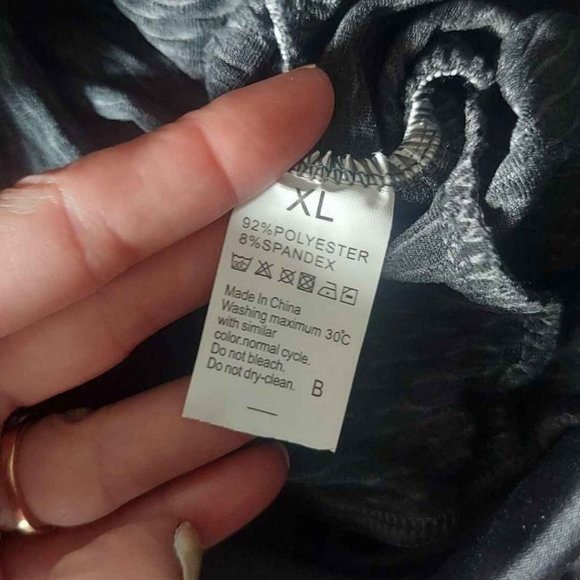 XL
92%POLYESTER
8%SPANDEX
Made In China
Washing maximum 30℃
with similar
color.normal cycle.
Do not bleach.
Do not dry-clean. B